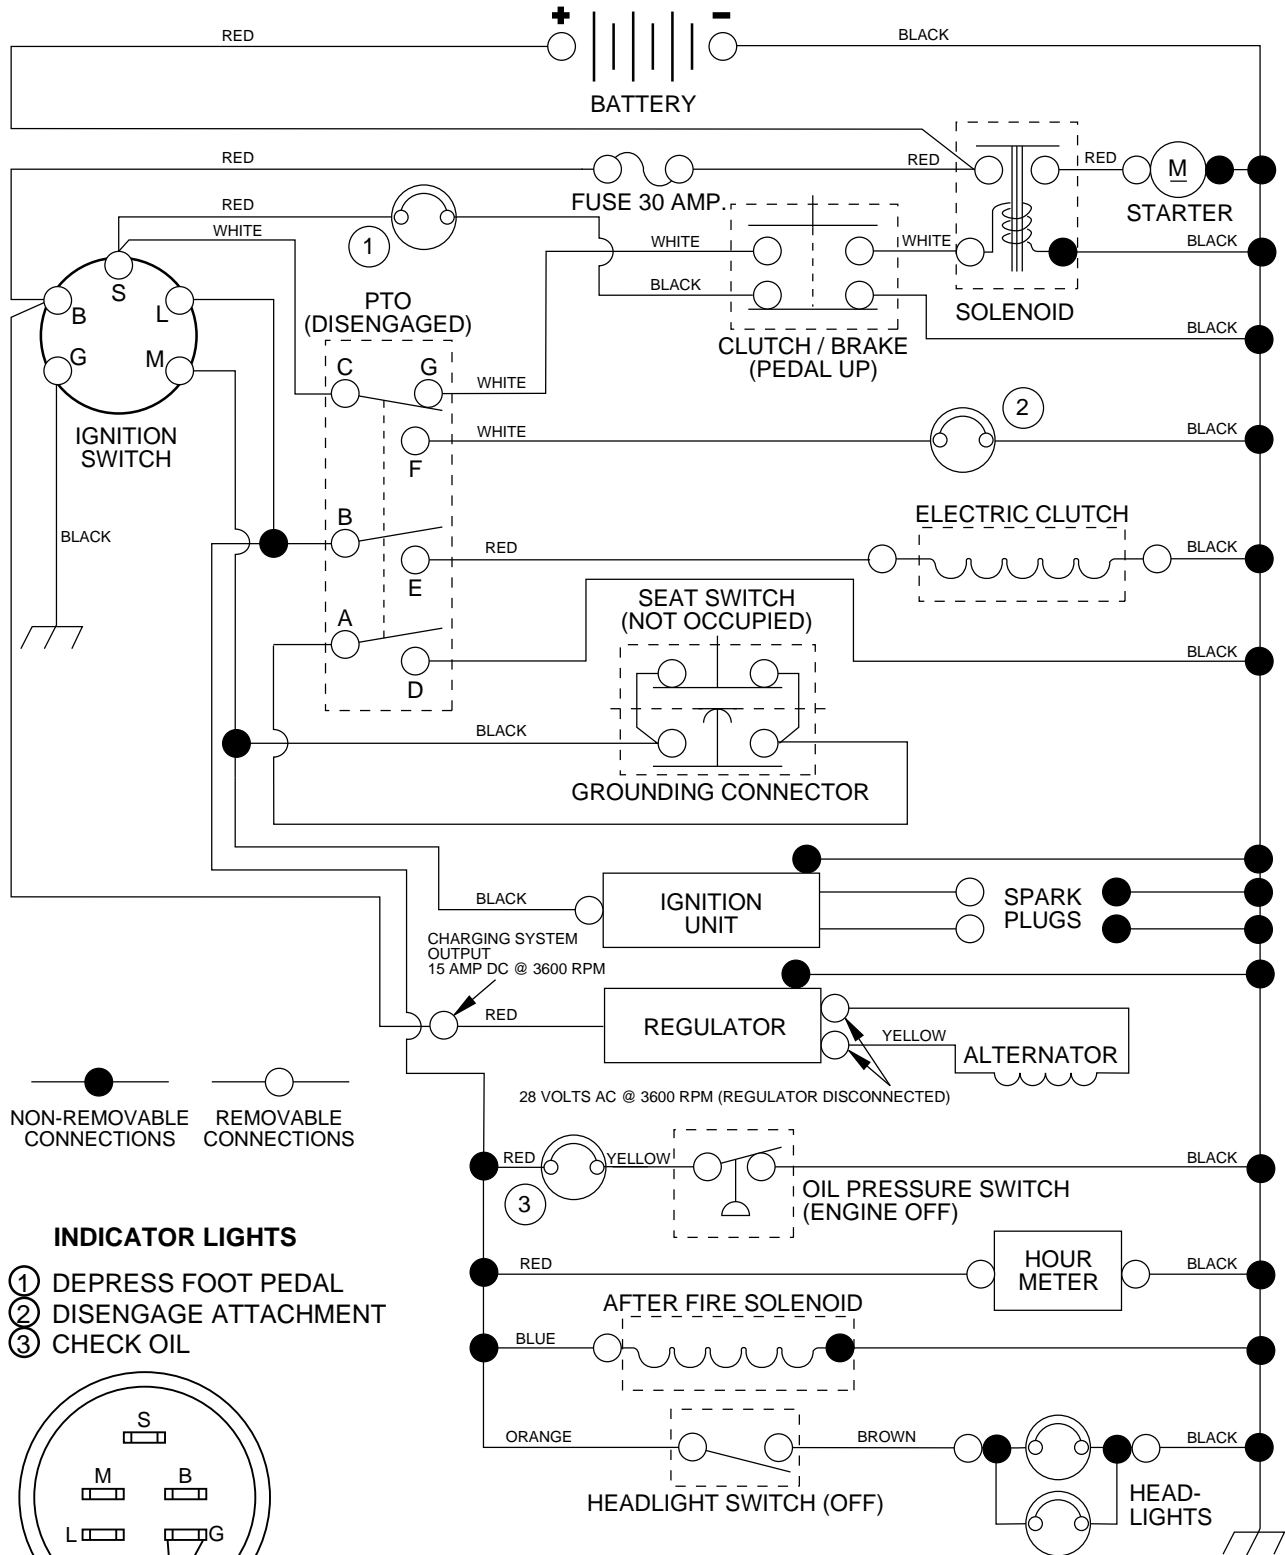 + -
RED
BLACK
BATTERY
RED
RED
RED
M
FUSE 30 AMP.
STARTER
RED
1
WHITE
WHITE
WHITE
BLACK
S
BLACK
B
L
PTO
(DISENGAGED)
SOLENOID
G
M
CLUTCH / BRAKE
(PEDAL UP)
BLACK
C
G
WHITE
IGNITION
SWITCH
2
WHITE
BLACK
F
B
ELECTRIC CLUTCH
BLACK
RED
BLACK
E
A
SEAT SWITCH
(NOT OCCUPIED)
BLACK
D
BLACK
GROUNDING CONNECTOR
BLACK
IGNITION
UNIT
SPARK
PLUGS
CHARGING SYSTEM
OUTPUT
15 AMP DC @ 3600 RPM
RED
REGULATOR
YELLOW
ALTERNATOR
28 VOLTS AC @ 3600 RPM (REGULATOR DISCONNECTED)
NON-REMOVABLE
CONNECTIONS
REMOVABLE
CONNECTIONS
RED
YELLOW
BLACK
3
OIL PRESSURE SWITCH
(ENGINE OFF)
INDICATOR LIGHTS
1 DEPRESS FOOT PEDAL
2 DISENGAGE ATTACHMENT
3 CHECK OIL
RED
HOUR
METER
BLACK
AFTER FIRE SOLENOID
BLUE
ORANGE
BROWN
BLACK
HEADLIGHT SWITCH (OFF)
HEAD-
LIGHTS
S
M
B
L
G